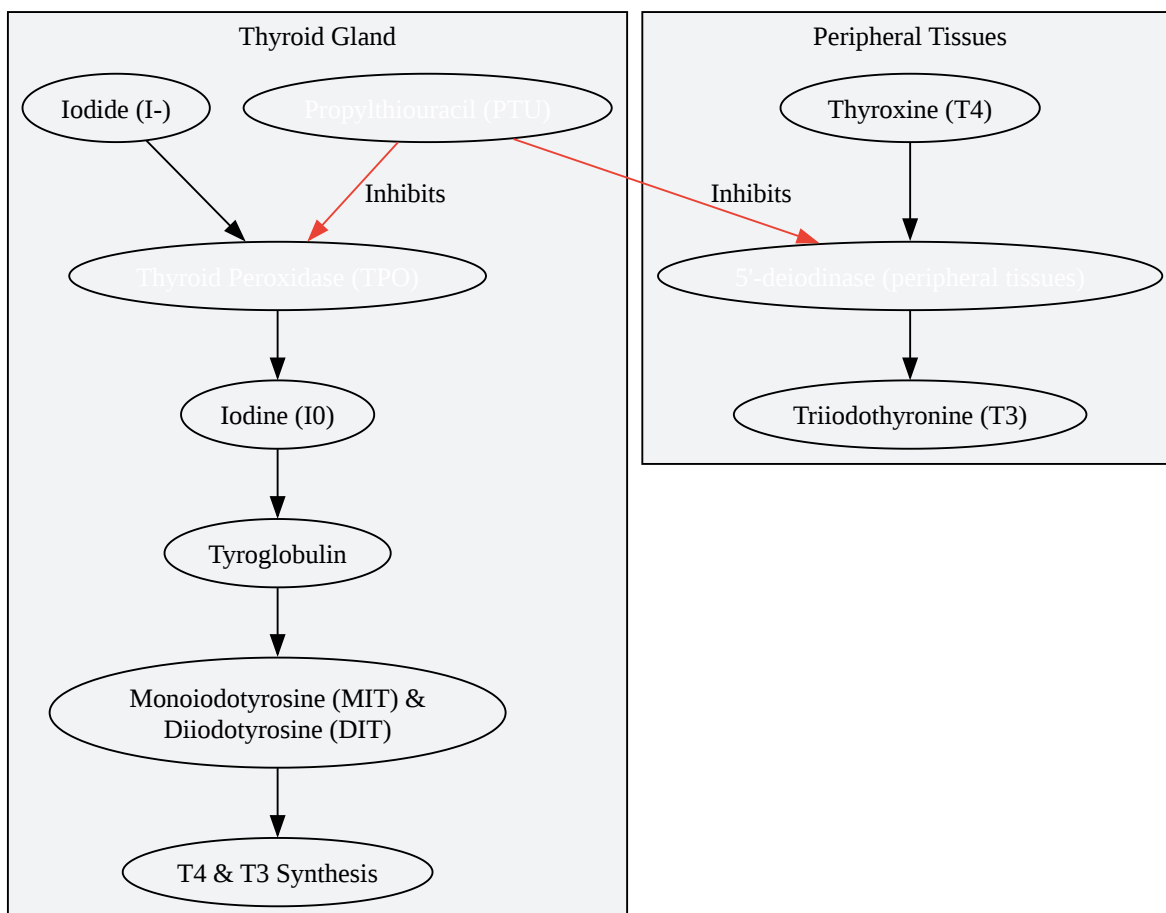 Thyroid Gland
Iodide (I-)
Propylthiouracil (PTU)
Inhibits
Thyroid Peroxidase (TPO)
Iodine (I0)
Tyroglobulin
Monoiodotyrosine (MIT) &
Diiodotyrosine (DIT)
T4 & T3 Synthesis
Peripheral Tissues
Thyroxine (T4)
Inhibits
5'-deiodinase (peripheral tissues)
Triiodothyronine (T3)